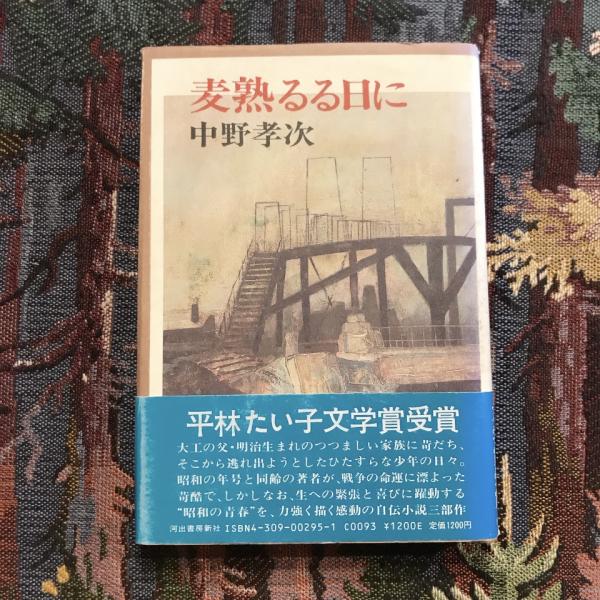 麦熟るる日に
中野孝次
平林たい子文学賞受賞
大工の父・明治生まれのつつましい家族に苛だち、
そこから逃れ出ようとしたひたすらな少年の日々。
昭和の年号と同齢の著者が、戦争の命運に漂よった
苛酷で、しかしなお、生への緊張と喜びに躍動する
“昭和の青春”を、力強く描く感動の自伝小説三部作
河出書房新社 ISBN4-309-00295-1 C0093 ¥1200E 定価1200円